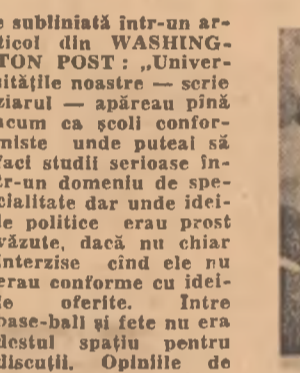 e subliniată într-un ar-
ticol din WASHING-
TON POST : „Univer-
sitățile noastre — scrie
ziarul — apăreau pînă
acum ca școli confor-
miste unde puteai să
faci studii serioase în-
tr-un domeniu de spe-
cialitate dar unde idei-
le politice erau prost
văzute, dacă nu chiar
interzise cînd ele nu
erau conforme cu idei-
le oferite. Intre
base-ball și fete nu era
destul spațiu pentru
discuții. Opiniile de